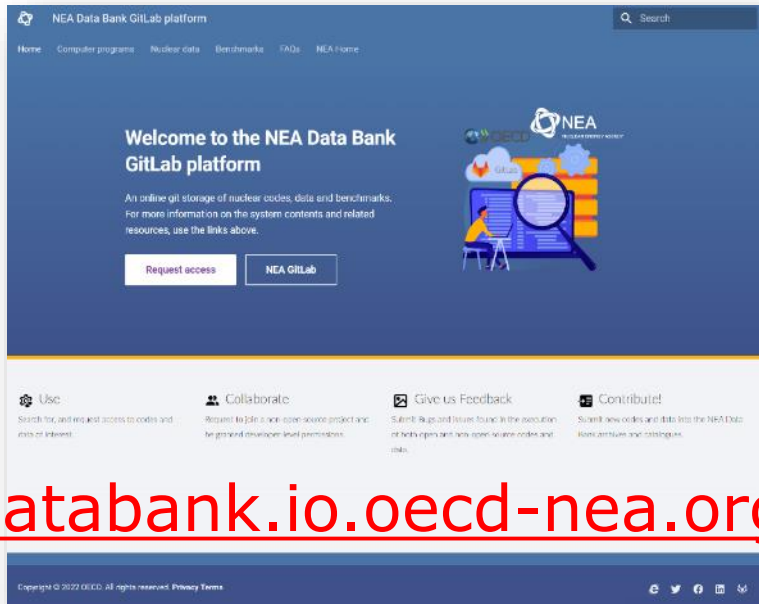 NEA Data Bank GitLab platform
Search
Home Computer programs Nuclear data Benchmarks FAQs NEA Home
Welcome to the NEA Data Bank
GitLab platform
An online git storage of nuclear codes, data and benchmarks.
For more information on the system contents and related
resources, use the links above.
Request access
NEA GitLab
OECD
NEA
NUCLEAR ENERGY AGENCY
GitLab
Use
Search for, and request access to codes and
data of interest.
Collaborate
Request to join a non-open-source project and
be granted developer level permissions.
Give us Feedback
Submit Bugs and Issues found in the execution
of both open and non-open source codes and
data.
Contribute!
Submit new codes and data into the NEA Data
Bank archives and catalogues.
atabank.io.oecd-nea.org
Copyright © 2022 OECD. All rights reserved. Privacy Terms